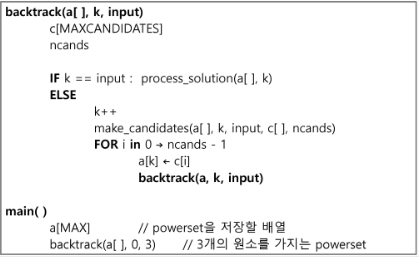 backtrack(a[ ], k, input)
c[MAXCANDIDATES]
ncands
IF k == input : process_solution(a[ ], k)
ELSE
k++
make_candidates(a[ ], k, input, c[ ], ncands)
FOR i in 0 → ncands - 1
a[k] ← c[i]
backtrack(a, k, input)
main( )
a[MAX] // powerset을 저장할 배열
backtrack(a[ ], 0, 3) // 3개의 원소를 가지는 powerset